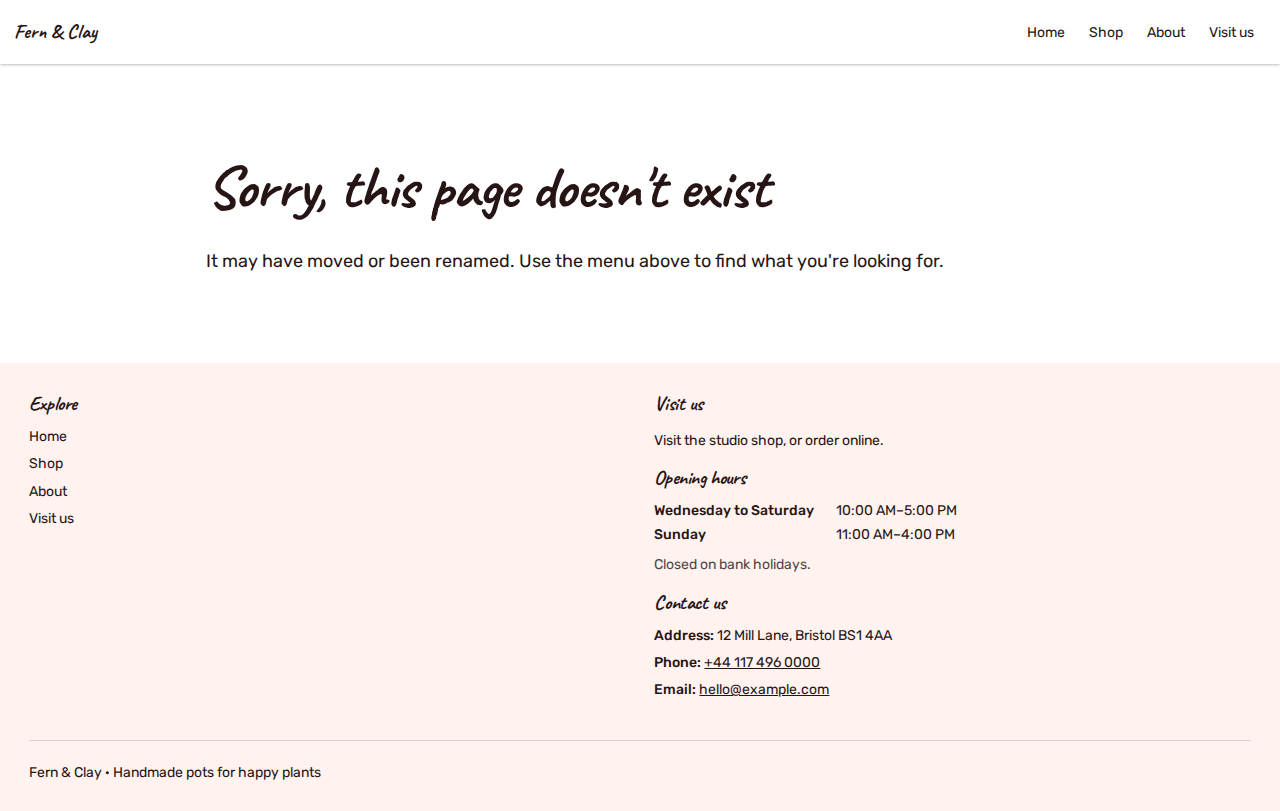 Fern & Clay
Home Shop About Visit us
Sorry, this page doesn't exist
It may have moved or been renamed. Use the menu above to find what you're looking for.
Explore
Home
Shop
About
Visit us
Visit us
Visit the studio shop, or order online.
Opening hours
Wednesday to Saturday 10:00 AM–5:00 PM
Sunday 11:00 AM–4:00 PM
Closed on bank holidays.
Contact us
Address: 12 Mill Lane, Bristol BS1 4AA
Phone: +44 117 496 0000
Email: hello@example.com
Fern & Clay • Handmade pots for happy plants